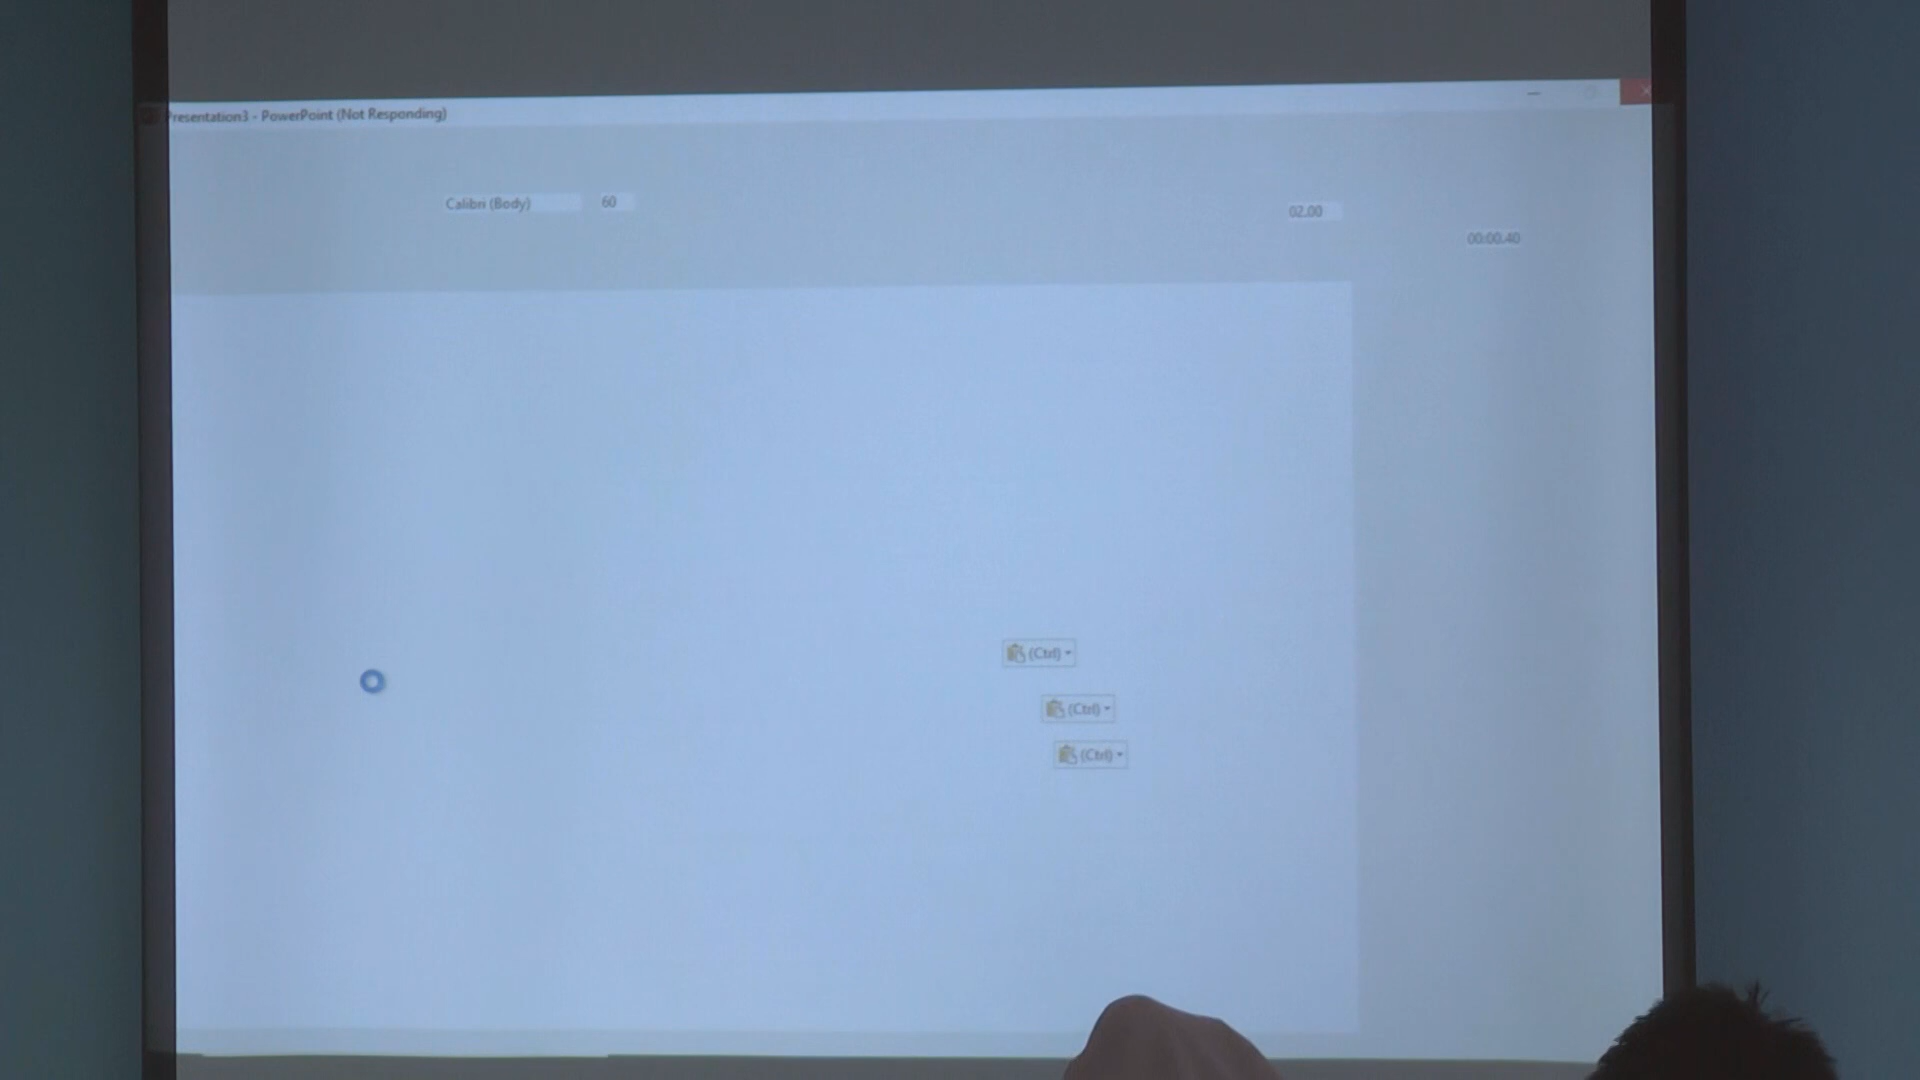 Presentation3 - PowerPoint (Not Responding)
Calibri (Body) 60
02.00
00:00.40
(Ctrl)
(Ctrl)
(Ctrl)